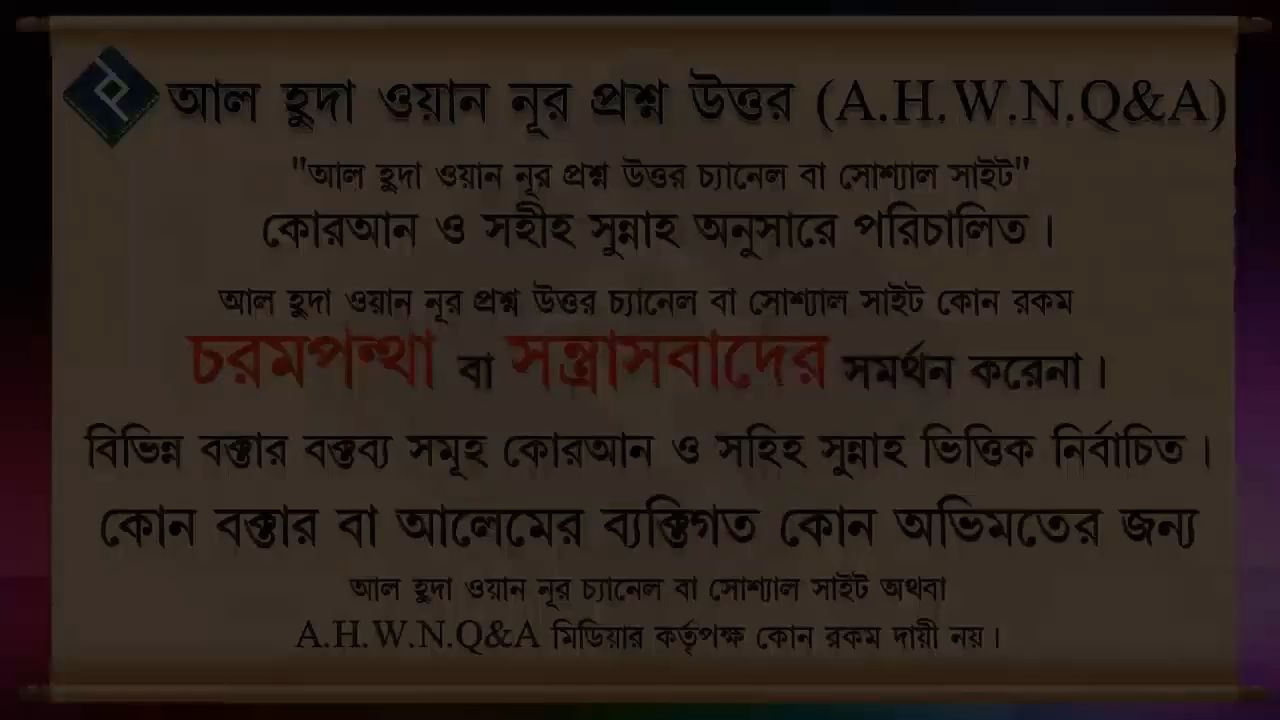 আল হুদা ওয়ান নূর প্রশ্ন উত্তর (A.H.W.N.Q&A)
"আল হুদা ওয়ান নূর প্রশ্ন উত্তর চ্যানেল বা সোশ্যাল সাইট"
কোরআন ও সহীহ সুন্নাহ অনুসারে পরিচালিত।
আল হুদা ওয়ান নূর প্রশ্ন উত্তর চ্যানেল বা সোশ্যাল সাইট কোন রকম
চরমপন্থা বা সন্ত্রাসবাদের সমর্থন করেনা।
বিভিন্ন বক্তার বক্তব্য সমূহ কোরআন ও সহিহ সুন্নাহ ভিত্তিক নির্বাচিত।
কোন বক্তার বা আলেমের ব্যক্তিগত কোন অভিমতের জন্য
আল হুদা ওয়ান নূর চ্যানেল বা সোশ্যাল সাইট অথবা
A.H.W.N.Q&A মিডিয়ার কর্তৃপক্ষ কোন রকম দায়ী নয়।